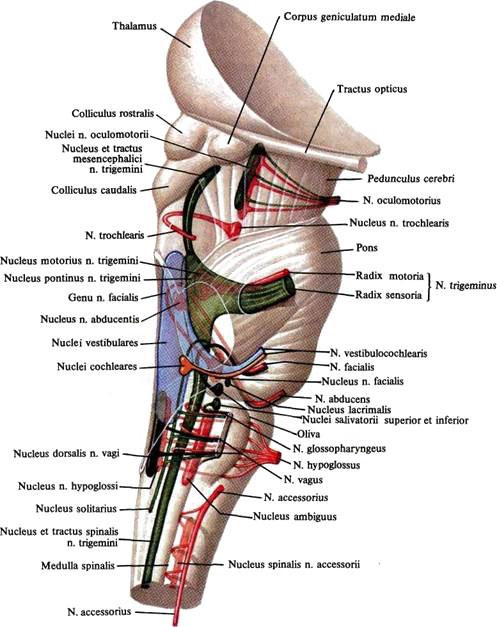 Corpus geniculatum mediale
Thalamus
Tractus opticus
Colliculus rostralis
Nuclei n. oculomotorii
Nucleus et tractus
mesencephalici
n. trigemini
Colliculus caudalis
Pedunculus cerebri
N. oculomotorius
Nucleus n. trochlearis
N. trochlearis
Pons
Nucleus motorius n. trigemini
Nucleus pontinus n. trigemini
Genu n. facialis
Nucleus n. abducentis
Radix motoria
Radix sensoria
N. trigeminus
Nuclei vestibulares
Nuclei cochleares
N. vestibulocochlearis
N. facialis
Nucleus n. facialis
N. abducens
Nucleus lacrimalis
Nuclei salivatorii superior et inferior
Oliva
N. glossopharyngeus
N. hypoglossus
N. vagus
Nucleus dorsalis n. vagi
Nucleus n. hypoglossi
Nucleus solitarius
N. accessorius
Nucleus ambiguus
Nucleus et tractus spinalis
n. trigemini
Medulla spinalis
Nucleus spinalis n. accessorii
N. accessorius